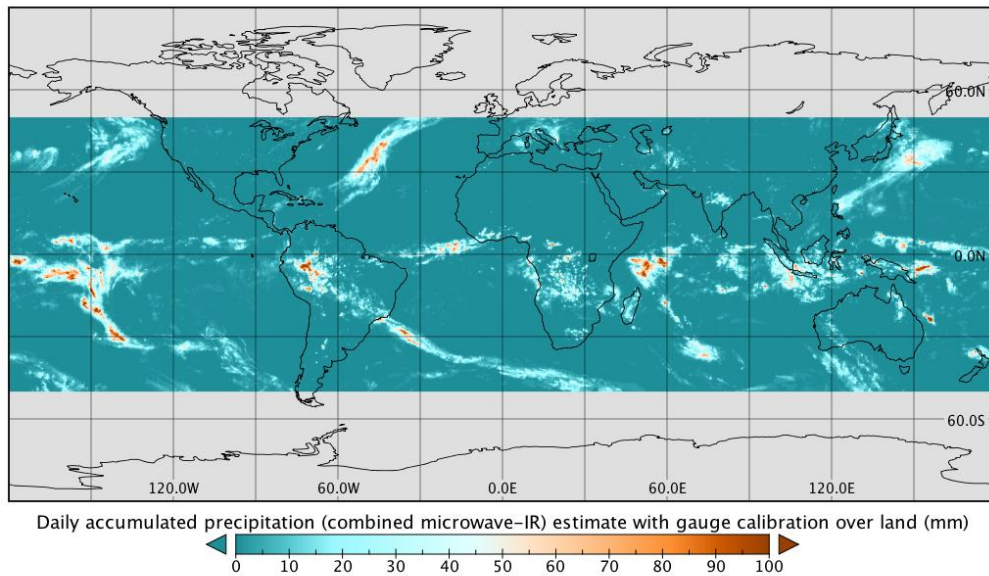 60.0N
0.0N
60.0S
120.0W 60.0W 0.0E 60.0E 120.0E
Daily accumulated precipitation (combined microwave-IR) estimate with gauge calibration over land (mm)
0 10 20 30 40 50 60 70 80 90 100